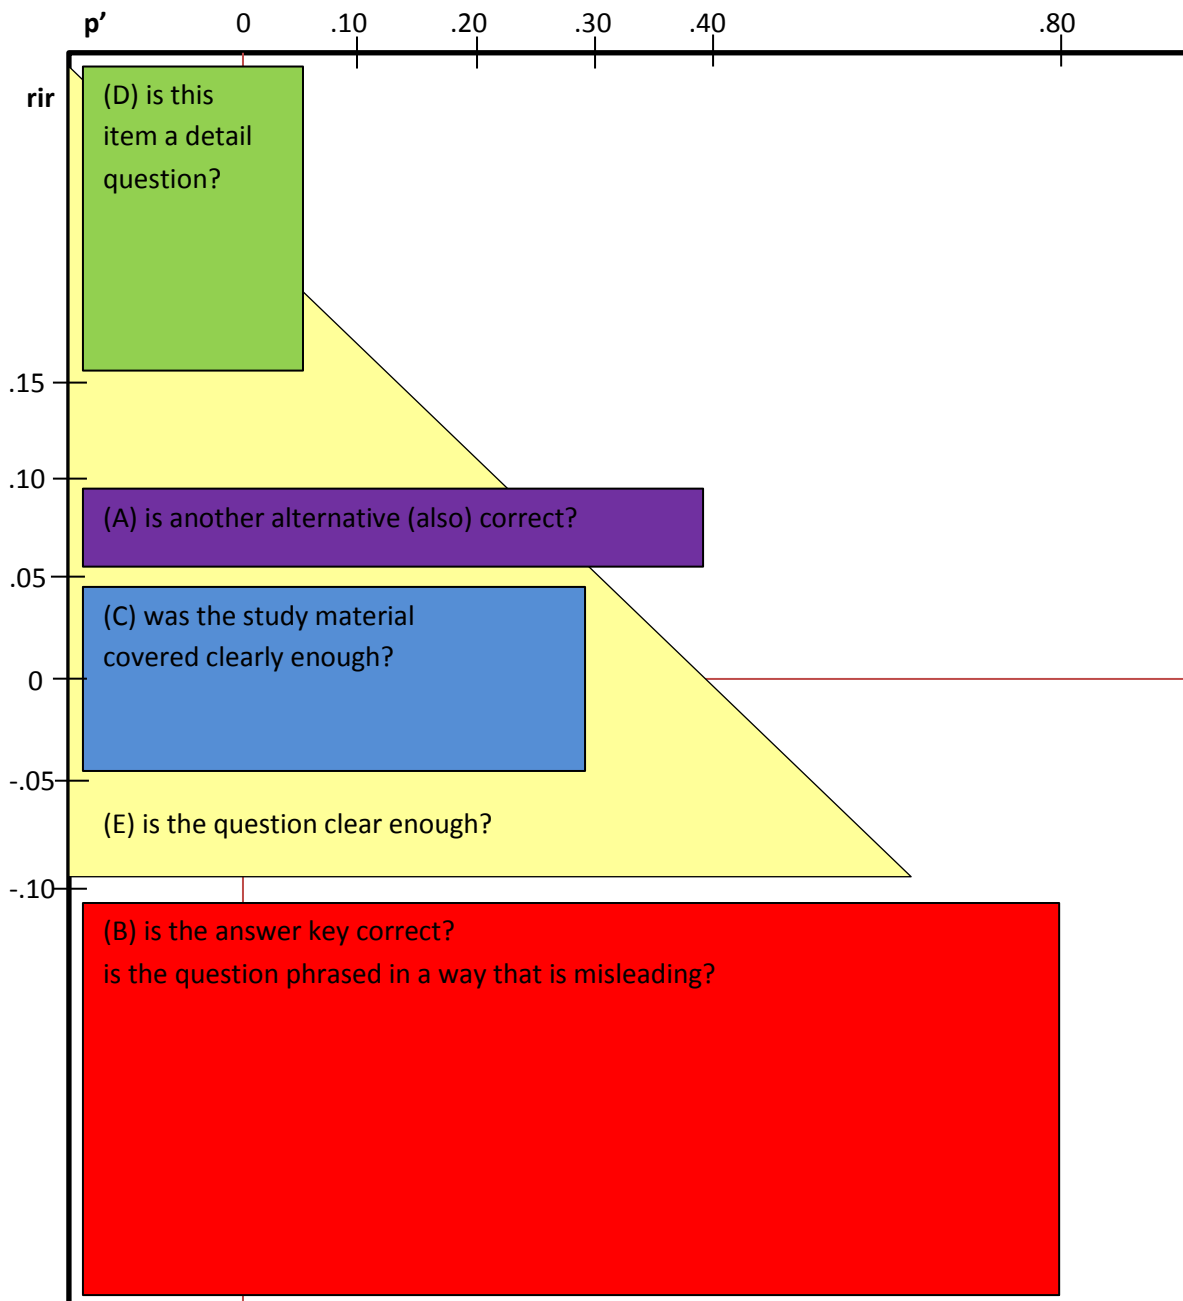 p’ 0 .10 .20 .30 .40 .80
rir
(D) is this
item a detail
question?
.15
.10
(A) is another alternative (also) correct?
.05
(C) was the study material
covered clearly enough?
0
-.05
(E) is the question clear enough?
-.10
(B) is the answer key correct?
is the question phrased in a way that is misleading?